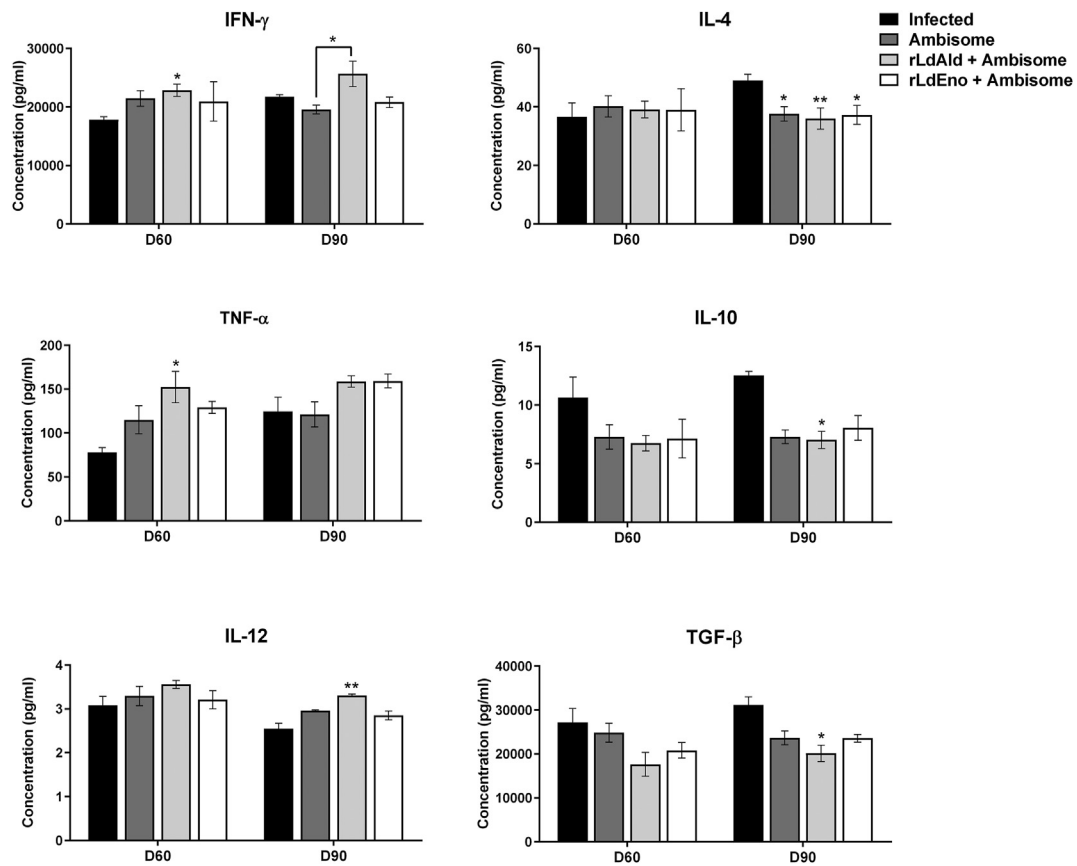 IFN-γ
Concentration (pg/ml)
30000
20000
10000
0
*
*
D60
D90
IL-4
Concentration (pg/ml)
60
40
20
0
*
**
*
D60
D90
Infected
Ambisome
rLdAld + Ambisome
rLdEno + Ambisome
TNF-α
Concentration (pg/ml)
200
150
100
50
0
*
D60
D90
IL-10
Concentration (pg/ml)
15
10
5
0
*
D60
D90
IL-12
Concentration (pg/ml)
4
3
2
1
0
**
D60
D90
TGF-β
Concentration (pg/ml)
40000
30000
20000
10000
0
*
D60
D90